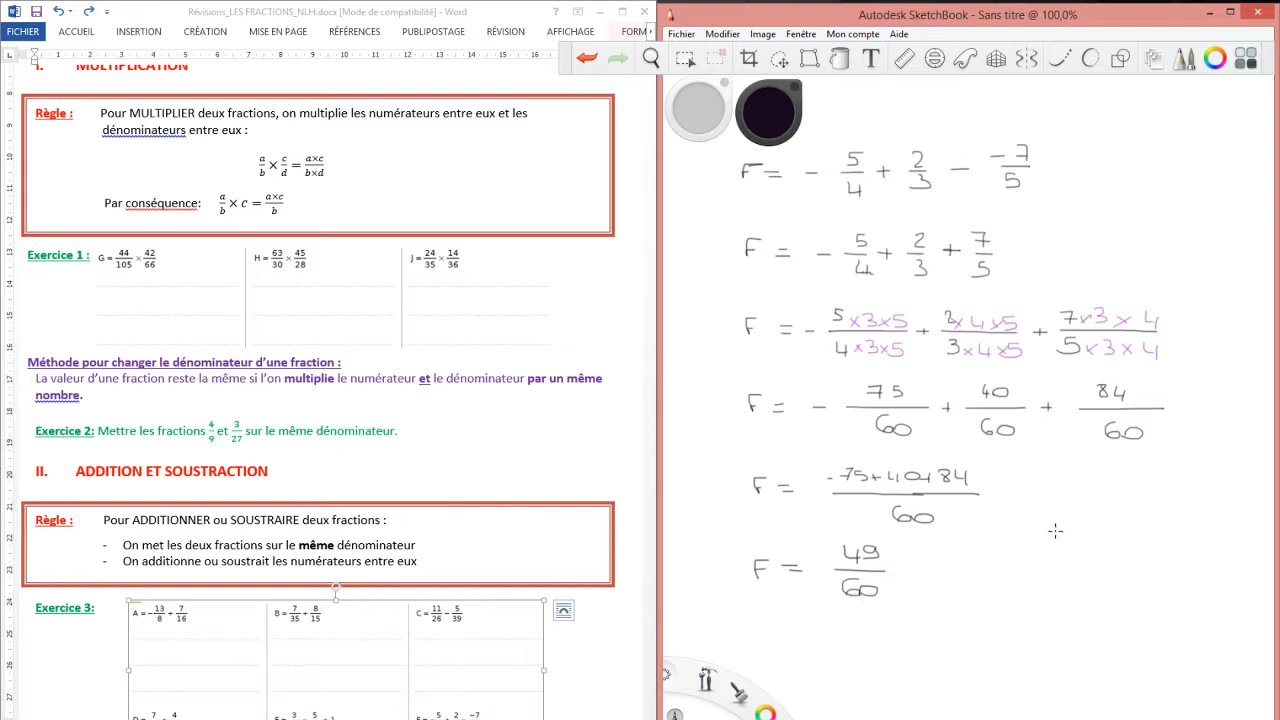 Révisions_LES FRACTIONS_NLH.docx [Mode de compatibilité] - Word
FICHIER ACCUEIL INSERTION CRÉATION MISE EN PAGE RÉFÉRENCES PUBLIPOSTAGE RÉVISION AFFICHAGE FORM
I. MULTIPLICATION
Règle : Pour MULTIPLIER deux fractions, on multiplie les numérateurs entre eux et les
dénominateurs entre eux :
a/b × c/d = a×c/b×d
Par conséquence: a/b × c = a×c/b
Exercice 1 : G = 44/105 × 42/66 H = 63/30 × 45/28 J = 24/35 × 14/36
Méthode pour changer le dénominateur d'une fraction :
La valeur d'une fraction reste la même si l'on multiplie le numérateur et le dénominateur par un même
nombre.
Exercice 2: Mettre les fractions 4/9 et 3/27 sur le même dénominateur.
II. ADDITION ET SOUSTRACTION
Règle : Pour ADDITIONNER ou SOUSTRAIRE deux fractions :
- On met les deux fractions sur le même dénominateur
- On additionne ou soustrait les numérateurs entre eux
Exercice 3: A = -13/8 + 7/16 B = 7/35 + 8/15 C = 11/26 - 5/39
Autodesk SketchBook - Sans titre @ 100,0%
Fichier Modifier Image Fenêtre Mon compte Aide
F = - 5/4 + 2/3 - -7/5
F = - 5/4 + 2/3 + 7/5
F = - 5×3×5/4×3×5 + 2×4×5/3×4×5 + 7×3×4/5×3×4
F = - 75/60 + 40/60 + 84/60
F = -75+40+84/60
F = 49/60